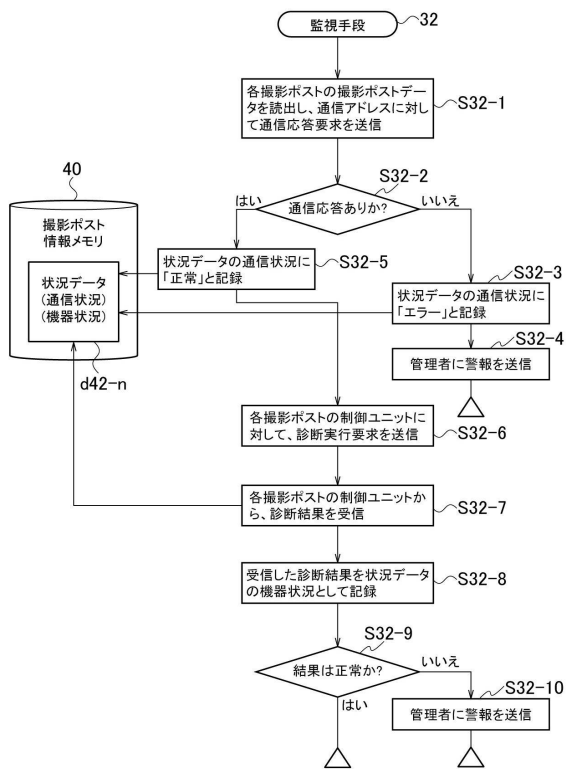 監視手段
32
各撮影ポストの撮影ポストデー
タを読出し、通信アドレスに対し
て通信応答要求を送信
S32-1
S32-2
通信応答ありか?
はい
いいえ
40
撮影ポスト
情報メモリ
状況データ
(通信状況)
(機器状況)
d42-n
状況データの通信状況に
「正常」と記録
S32-5
S32-3
状況データの通信状況に
「エラー」と記録
S32-4
管理者に警報を送信
各撮影ポストの制御ユニットに
対して、診断実行要求を送信
S32-6
各撮影ポストの制御ユニットか
ら、診断結果を受信
S32-7
受信した診断結果を状況データ
の機器状況として記録
S32-8
S32-9
結果は正常か?
いいえ
はい
S32-10
管理者に警報を送信